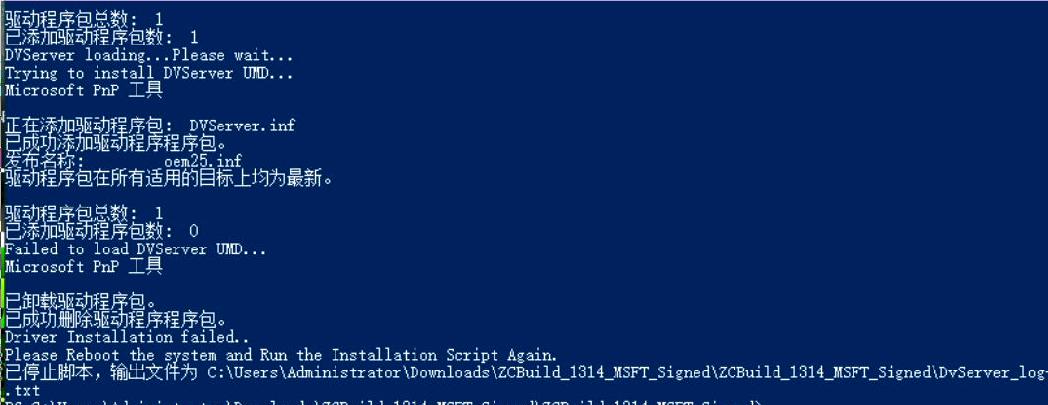 驱动程序包总数: 1
已添加驱动程序包数: 1
DVServer loading...Please wait...
Trying to install DVServer UMD...
Microsoft PnP 工具
正在添加驱动程序包: DVServer.inf
已成功添加驱动程序程序包。
发布名称: oem25.inf
驱动程序包在所有适用的目标上均为最新。
驱动程序包总数: 1
已添加驱动程序包数: 0
Failed to load DVServer UMD...
Microsoft PnP 工具
已卸载驱动程序包。
已成功删除驱动程序程序包。
Driver Installation failed..
Please Reboot the system and Run the Installation Script Again.
已停止脚本，输出文件为 C:\Users\Administrator\Downloads\ZCBuild_1314_MSFT_Signed\ZCBuild_1314_MSFT_Signed\DvServer_log
.txt